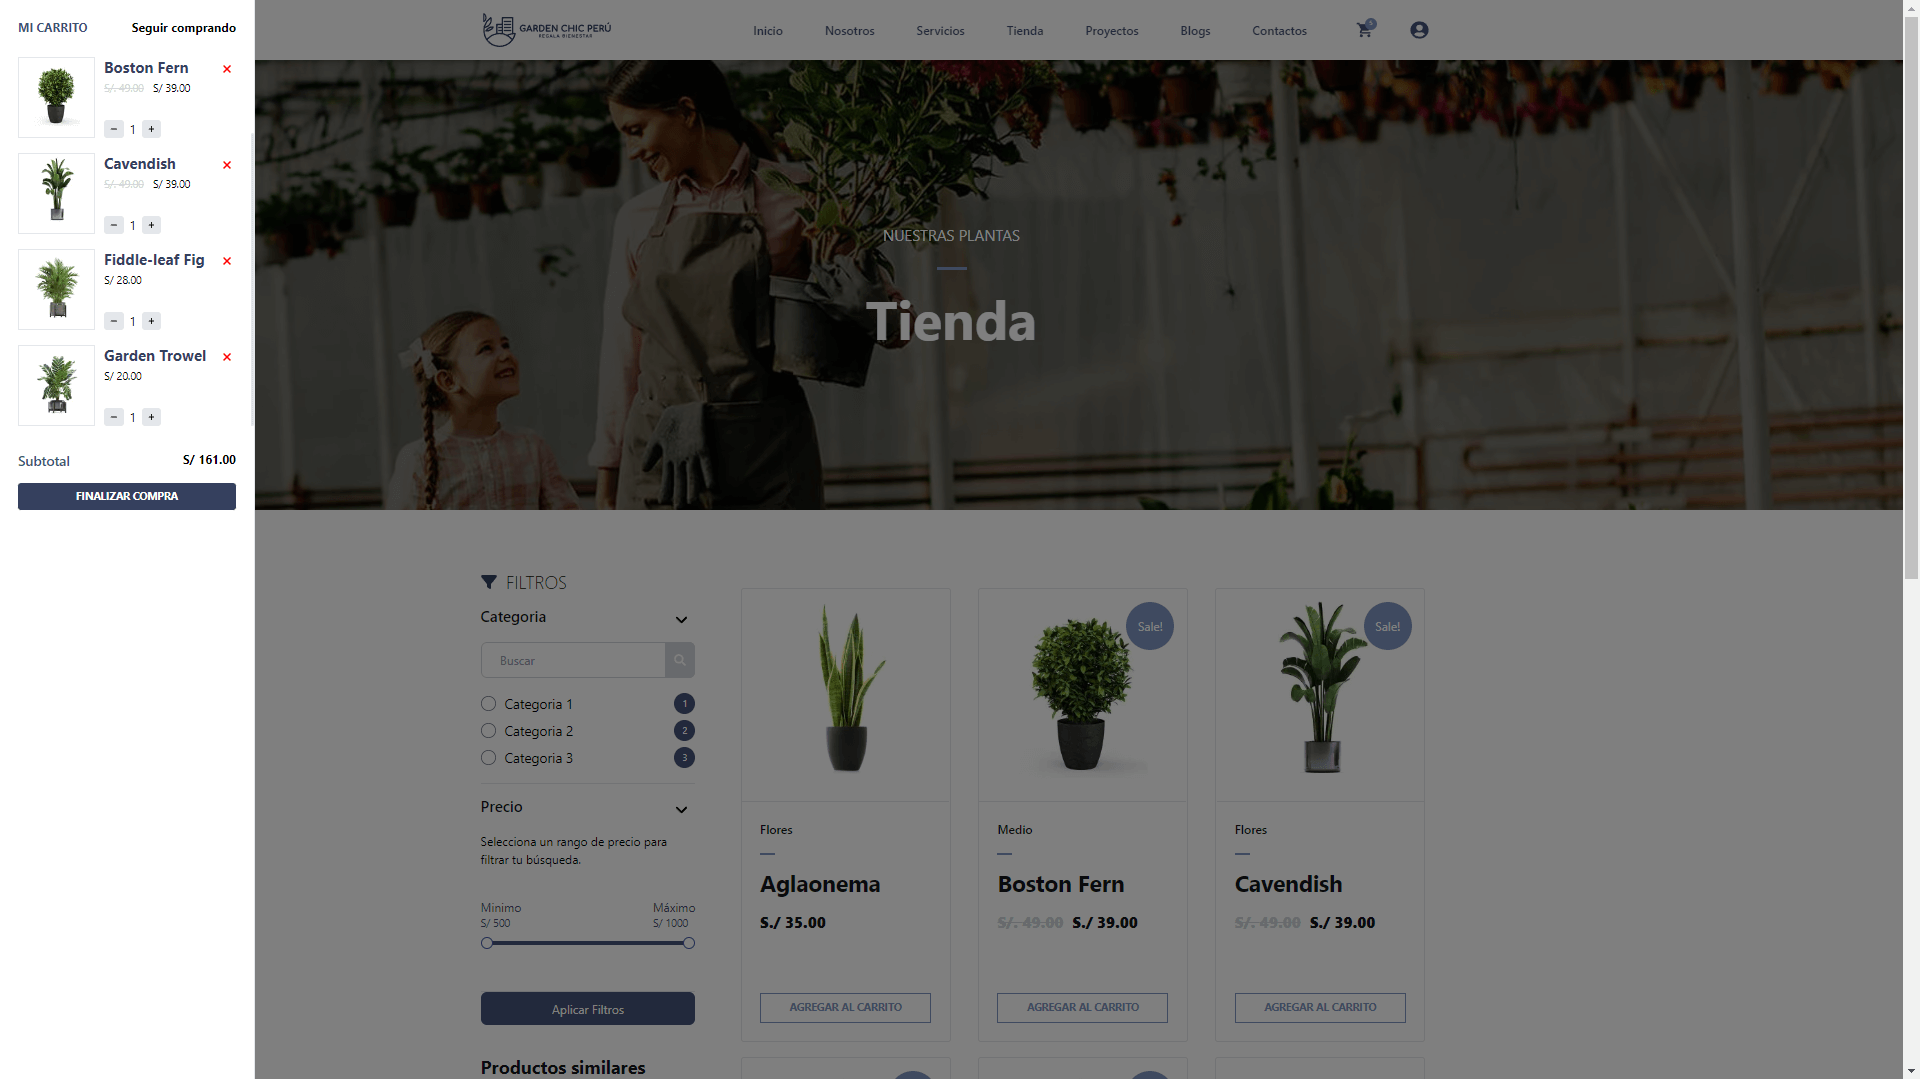 MI CARRITO
Seguir comprando
Boston Fern
S/. 49.00 S/ 39.00
− 1 +
Cavendish
S/. 49.00 S/ 39.00
− 1 +
Fiddle-leaf Fig
S/ 28.00
− 1 +
Garden Trowel
S/ 20.00
− 1 +
Subtotal S/ 161.00
FINALIZAR COMPRA
GARDEN CHIC PERÚ
REGALA BIENESTAR
Inicio Nosotros Servicios Tienda Proyectos Blogs Contactos
NUESTRAS PLANTAS
Tienda
FILTROS
Categoria
Buscar
Categoria 1 1
Categoria 2 2
Categoria 3 3
Precio
Selecciona un rango de precio para
filtrar tu búsqueda.
Minimo Máximo
S/ 500 S/ 1000
Aplicar Filtros
Productos similares
Flores
Aglaonema
S./ 35.00
AGREGAR AL CARRITO
Sale!
Medio
Boston Fern
S/. 49.00 S./ 39.00
AGREGAR AL CARRITO
Sale!
Flores
Cavendish
S/. 49.00 S./ 39.00
AGREGAR AL CARRITO